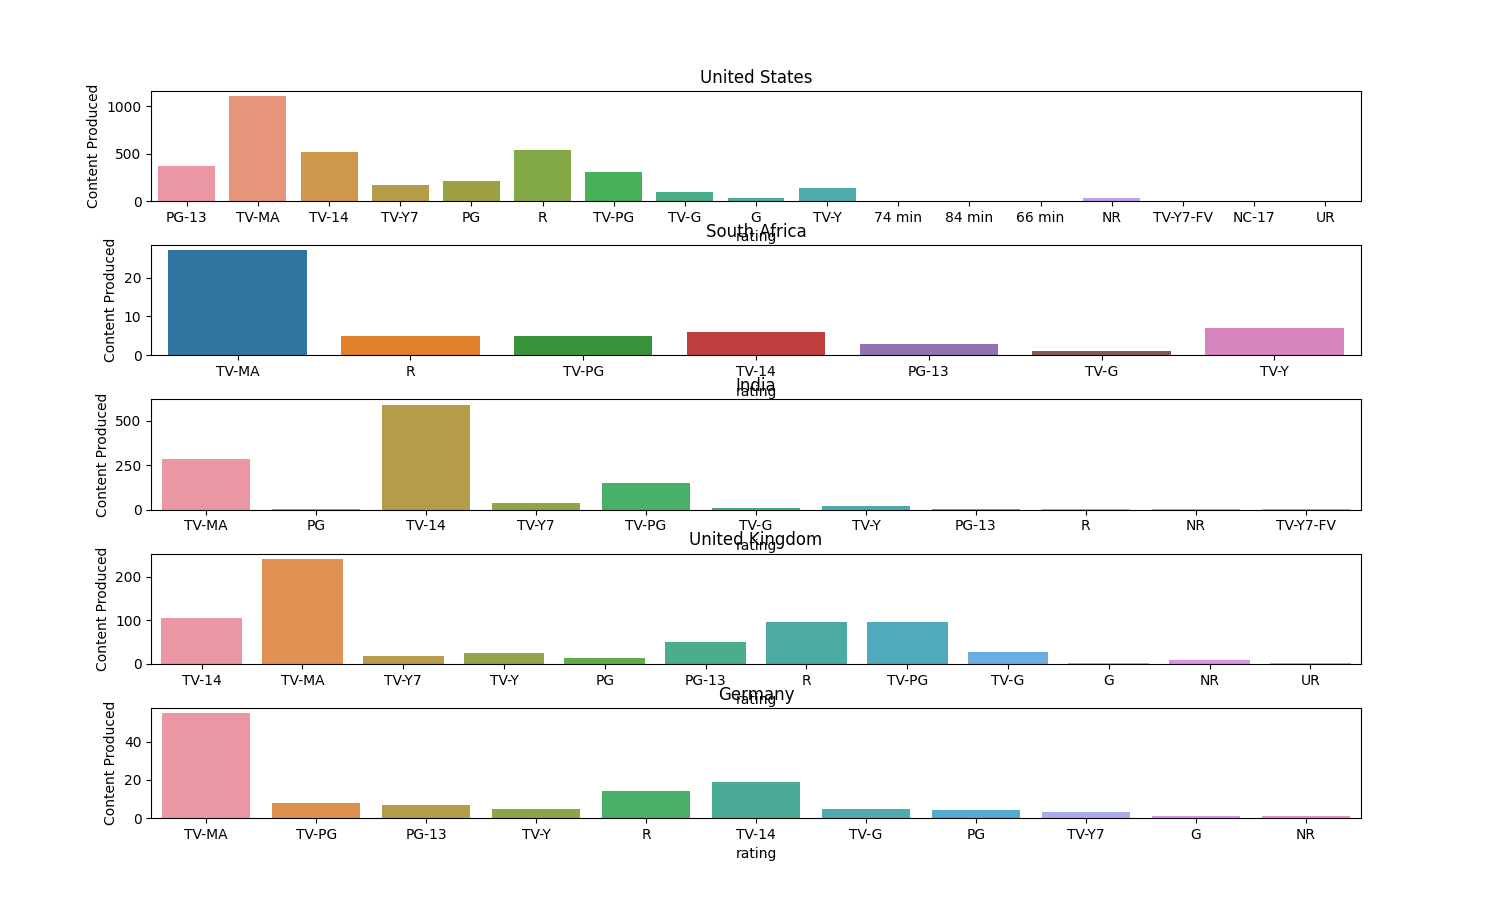 United States
Content Produced
1000
500
0
PG-13 TV-MA TV-14 TV-Y7 PG R TV-PG TV-G G TV-Y 74 min 84 min 66 min NR TV-Y7-FV NC-17 UR
rating
South Africa
Content Produced
20
10
0
TV-MA R TV-PG TV-14 PG-13 TV-G TV-Y
rating
India
Content Produced
500
250
0
TV-MA PG TV-14 TV-Y7 TV-PG TV-G TV-Y PG-13 R NR TV-Y7-FV
rating
United Kingdom
Content Produced
200
100
0
TV-14 TV-MA TV-Y7 TV-Y PG PG-13 R TV-PG TV-G G NR UR
rating
Germany
Content Produced
40
20
0
TV-MA TV-PG PG-13 TV-Y R TV-14 TV-G PG TV-Y7 G NR
rating